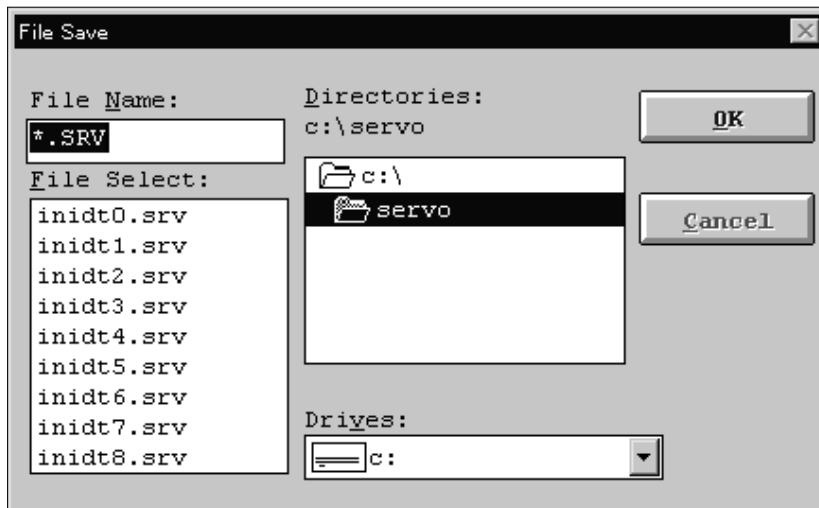 File Save
File Name:
*.SRV
File Select:
inidt0.srv
inidt1.srv
inidt2.srv
inidt3.srv
inidt4.srv
inidt5.srv
inidt6.srv
inidt7.srv
inidt8.srv
Directories:
c:\servo
c:\
servo
Drives:
c:
OK
Cancel